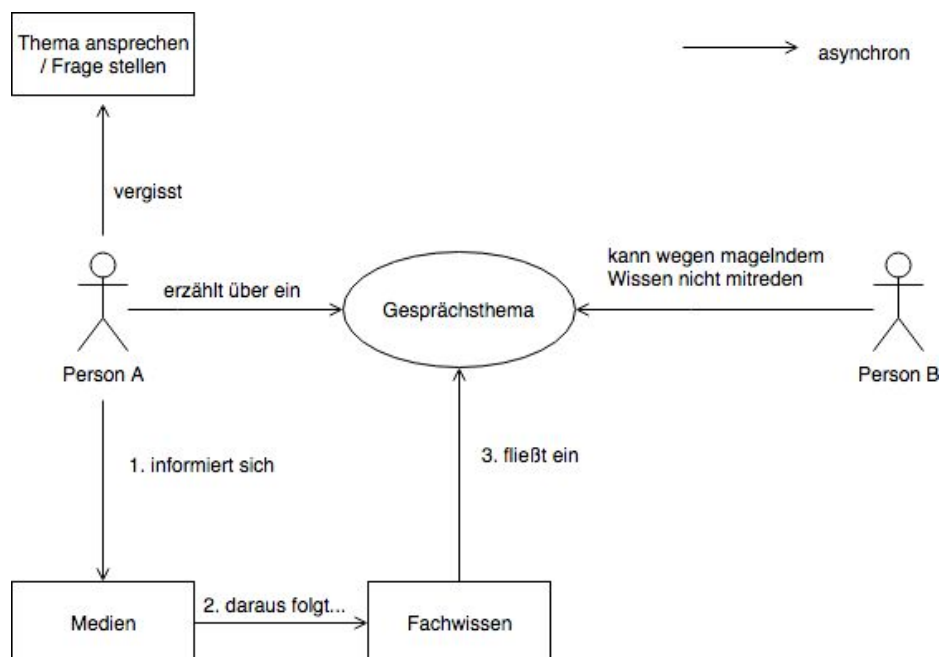 Thema ansprechen
/ Frage stellen
asynchron
vergisst
kann wegen magelndem
Wissen nicht mitreden
erzählt über ein
Gesprächsthema
Person A
Person B
1. informiert sich
3. fließt ein
2. daraus folgt...
Medien
Fachwissen